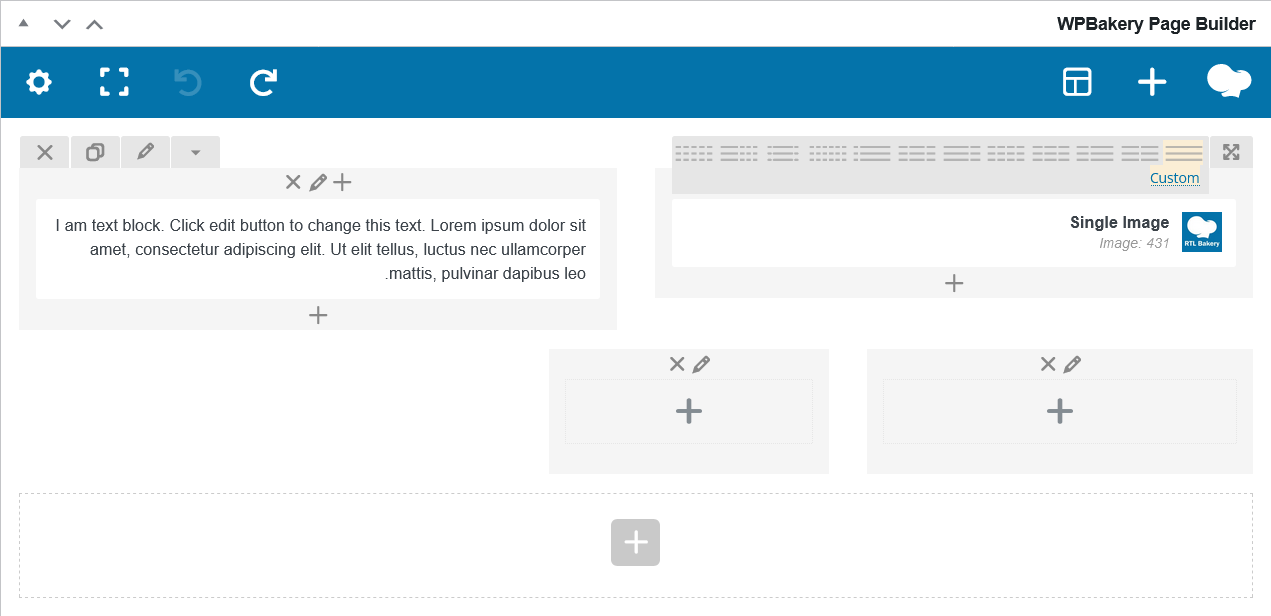 WPBakery Page Builder
Custom
Single Image
Image: 431
RTL Bakery
I am text block. Click edit button to change this text. Lorem ipsum dolor sit
amet, consectetur adipiscing elit. Ut elit tellus, luctus nec ullamcorper
.mattis, pulvinar dapibus leo